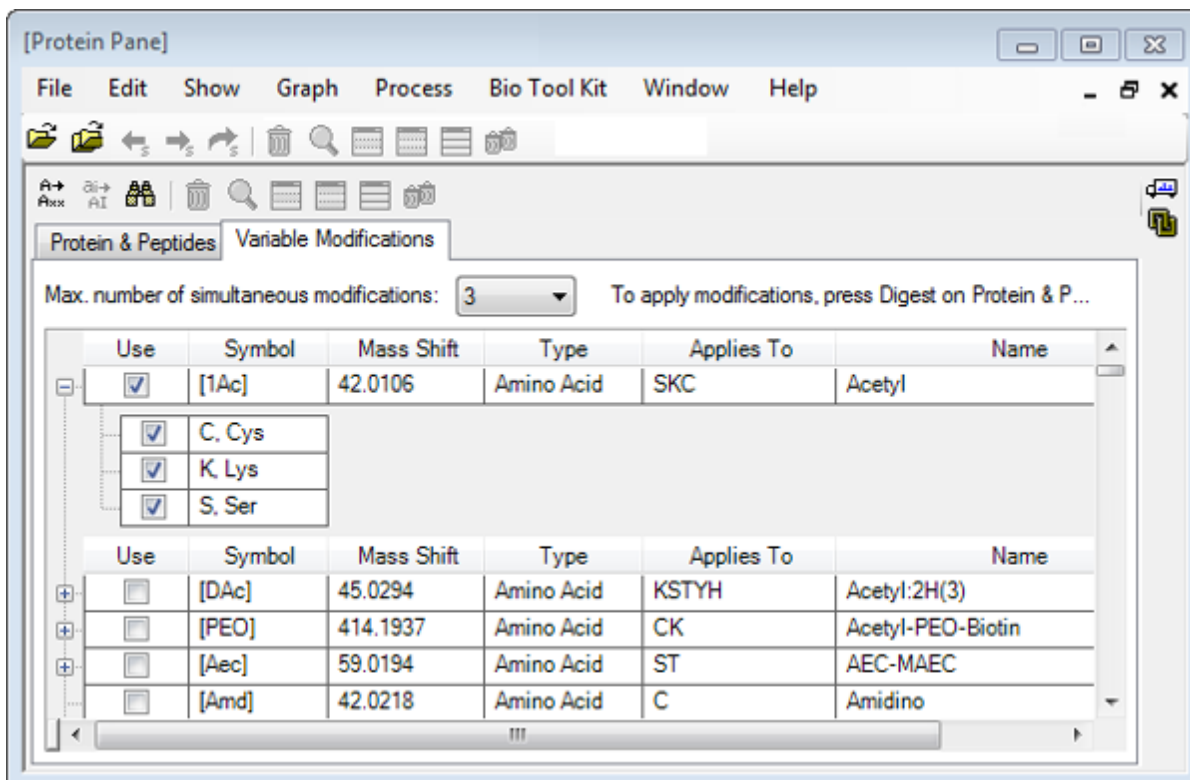 [Protein Pane]
File Edit Show Graph Process Bio Tool Kit Window Help
Protein & Peptides Variable Modifications
Max. number of simultaneous modifications: 3 To apply modifications, press Digest on Protein & P...
Use Symbol Mass Shift Type Applies To Name
[1Ac] 42.0106 Amino Acid SKC Acetyl
C, Cys
K, Lys
S, Ser
Use Symbol Mass Shift Type Applies To Name
[DAc] 45.0294 Amino Acid KSTYH Acetyl:2H(3)
[PEO] 414.1937 Amino Acid CK Acetyl-PEO-Biotin
[Aec] 59.0194 Amino Acid ST AEC-MAEC
[Amd] 42.0218 Amino Acid C Amidino